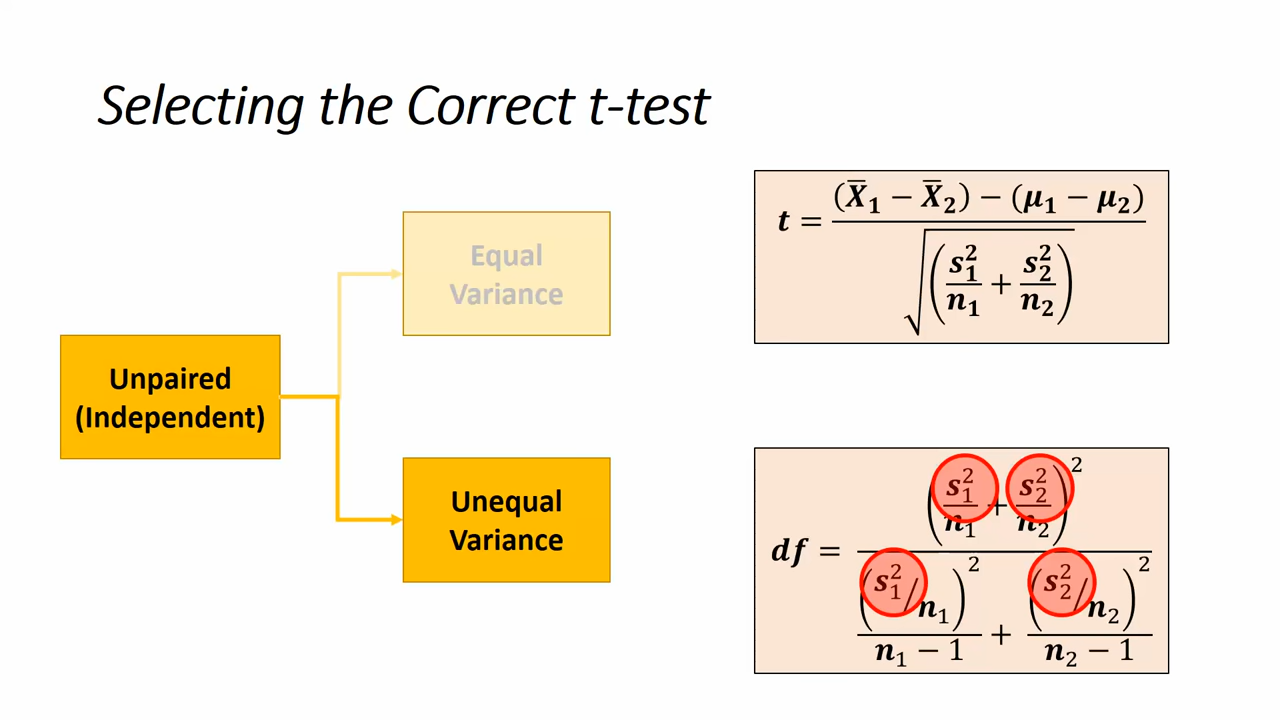 Selecting the Correct t-test
Equal
Variance
Unpaired
(Independent)
Unequal
Variance
t = ((X̅₁ − X̅₂) − (μ₁ − μ₂)) / √(s₁²/n₁ + s₂²/n₂)
df = (s₁²/n₁ + s₂²/n₂)² / ((s₁²/n₁)²/(n₁ − 1) + (s₂²/n₂)²/(n₂ − 1))